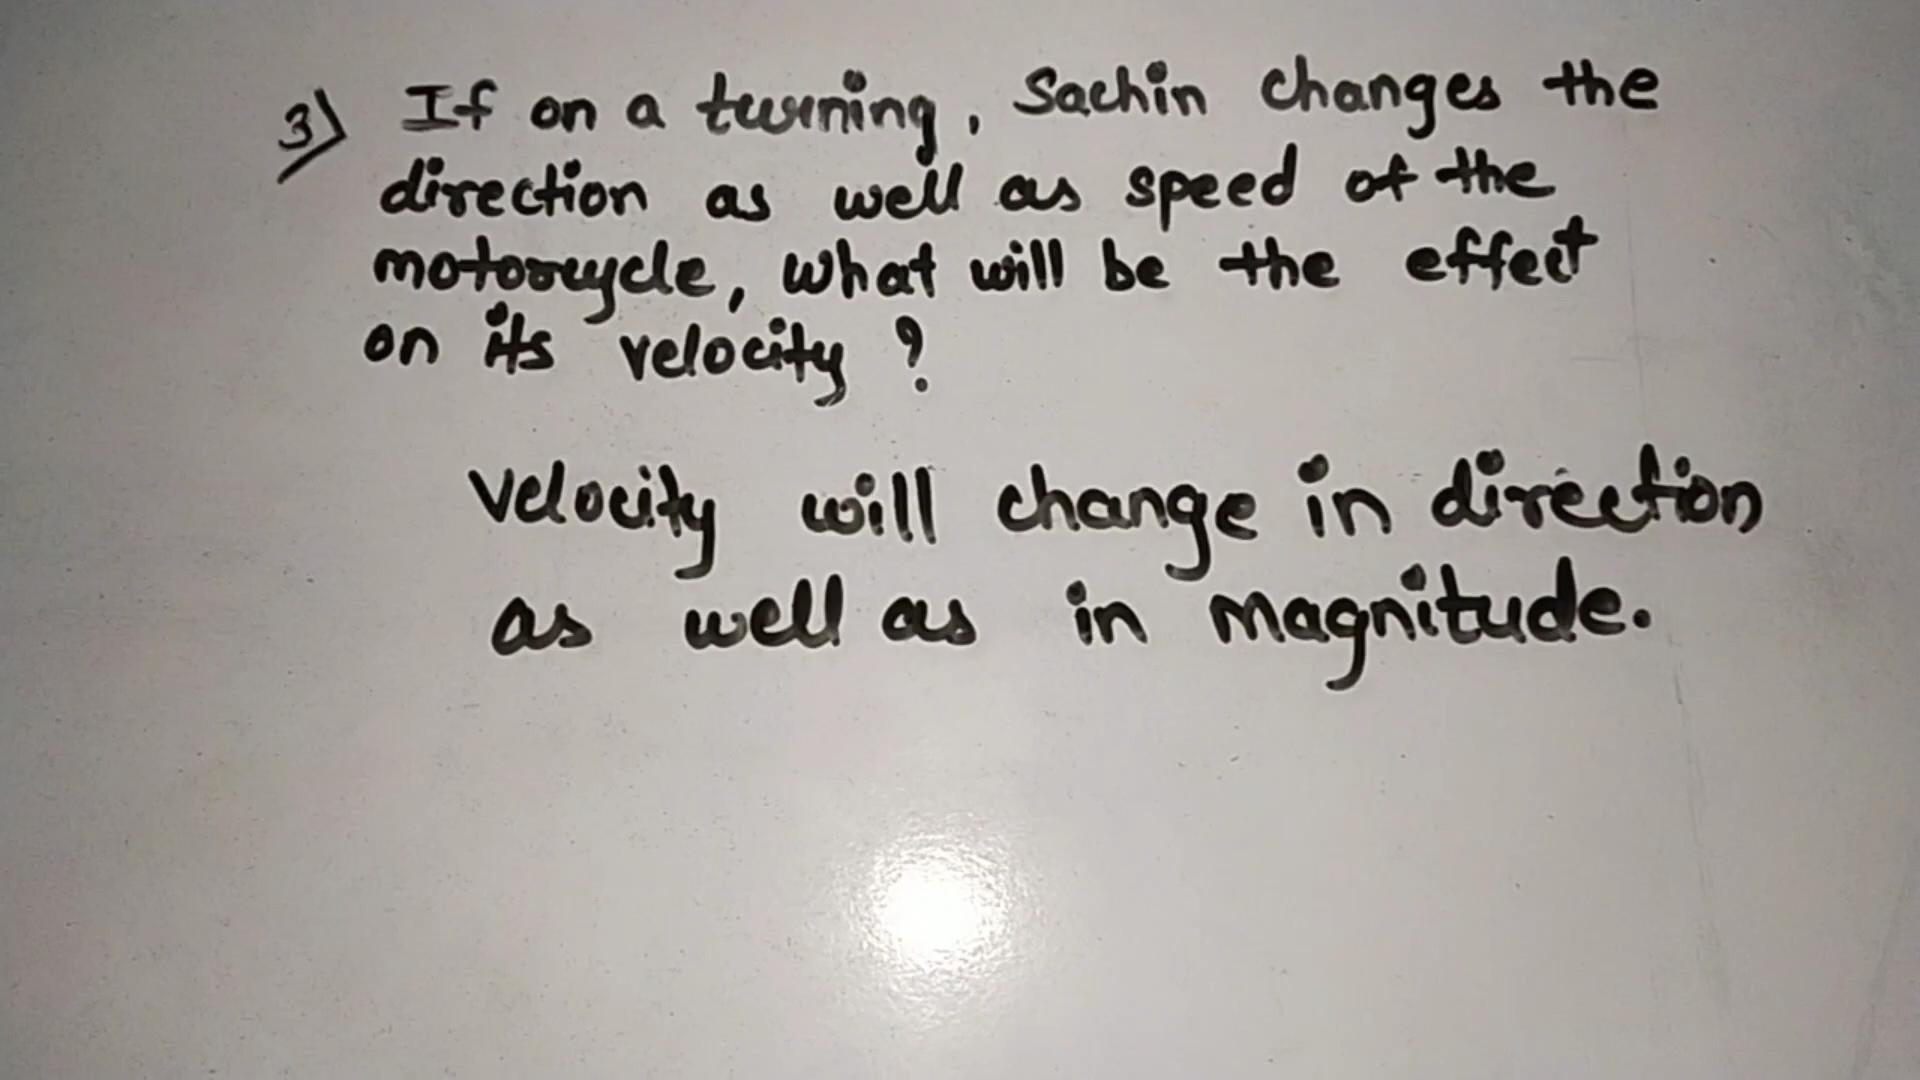 3) If on a turning, Sachin changes the
direction as well as speed of the
motorcycle, what will be the effect
on its velocity ?
Velocity will change in direction
as well as in magnitude.